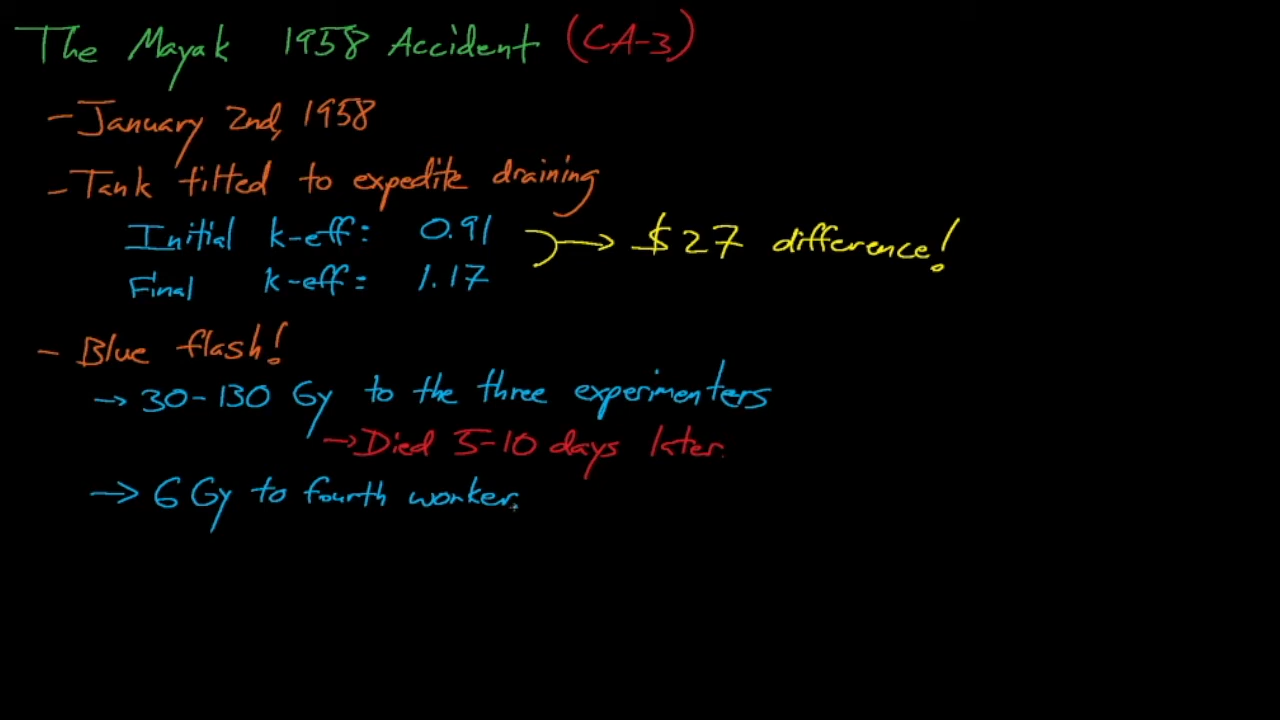 The Mayak 1958 Accident (CA-3)
- January 2nd, 1958
- Tank tilted to expedite draining
Initial k-eff: 0.91
Final k-eff: 1.17
→ $27 difference!
- Blue flash!
→ 30-130 Gy to the three experimenters
→ Died 5-10 days later.
→ 6 Gy to fourth worker.